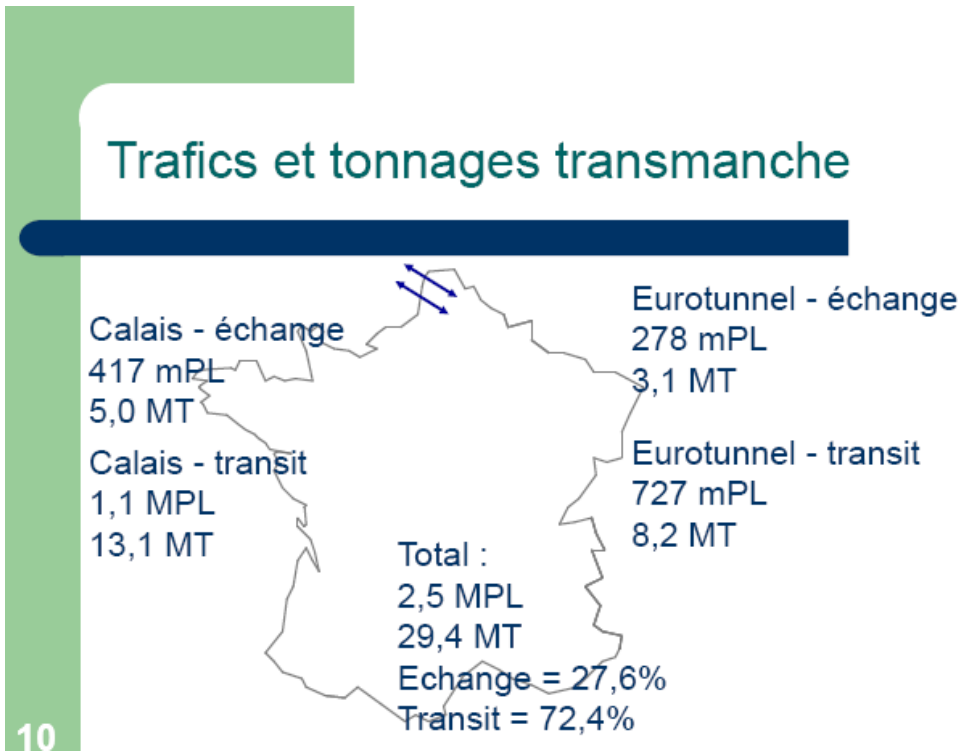 Trafics et tonnages transmanche
Calais - échange
417 mPL
5,0 MT
Calais - transit
1,1 MPL
13,1 MT
Eurotunnel - échange
278 mPL
3,1 MT
Eurotunnel - transit
727 mPL
8,2 MT
Total :
2,5 MPL
29,4 MT
Echange = 27,6%
Transit = 72,4%
10